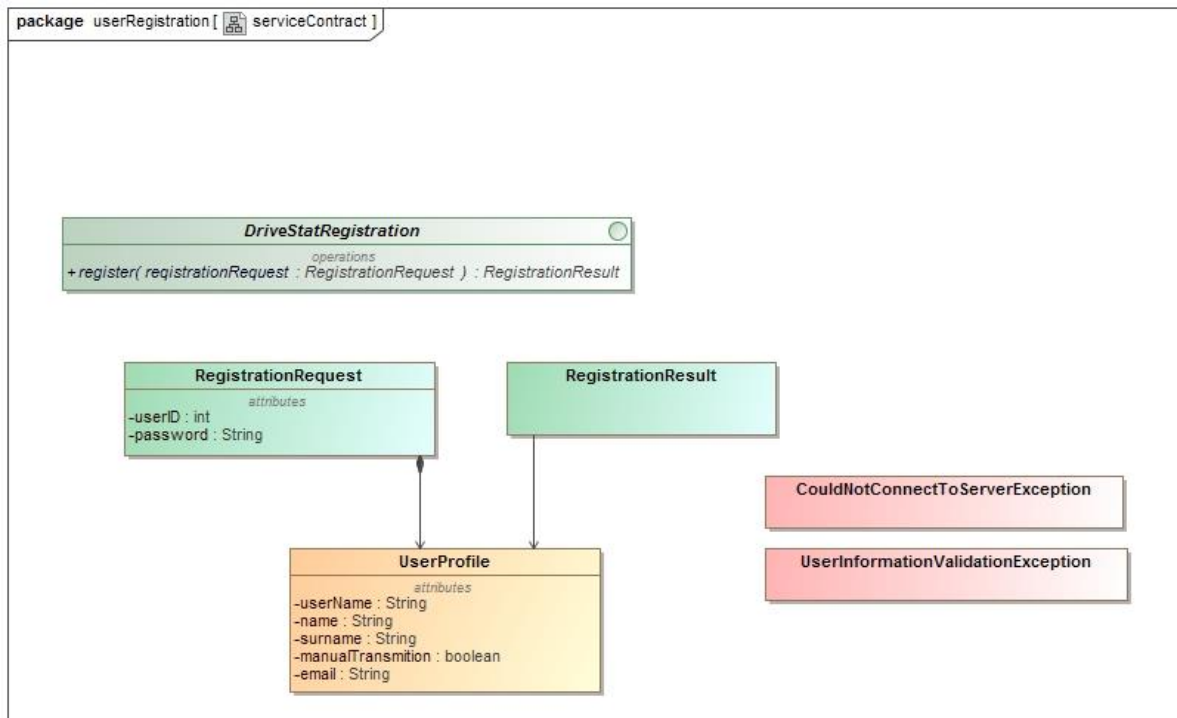 package userRegistration [ serviceContract ]
DriveStatRegistration
operations
+register( registrationRequest : RegistrationRequest ) : RegistrationResult
RegistrationRequest
attributes
-userID : int
-password : String
RegistrationResult
CouldNotConnectToServerException
UserInformationValidationException
UserProfile
attributes
-userName : String
-name : String
-surname : String
-manualTransmition : boolean
-email : String